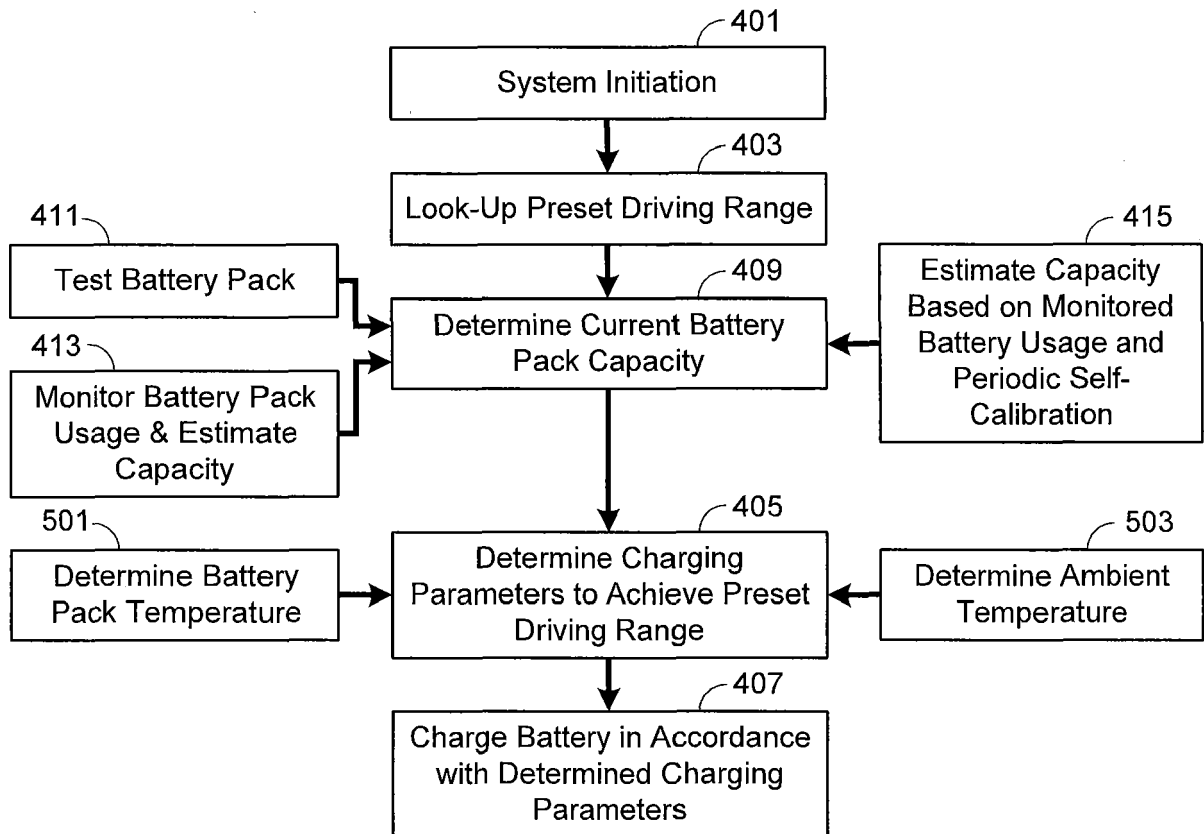 401
System Initiation
403
Look-Up Preset Driving Range
411
Test Battery Pack
409
Determine Current Battery
Pack Capacity
415
Estimate Capacity
Based on Monitored
Battery Usage and
Periodic Self-
Calibration
413
Monitor Battery Pack
Usage & Estimate
Capacity
501
Determine Battery
Pack Temperature
405
Determine Charging
Parameters to Achieve Preset
Driving Range
503
Determine Ambient
Temperature
407
Charge Battery in Accordance
with Determined Charging
Parameters